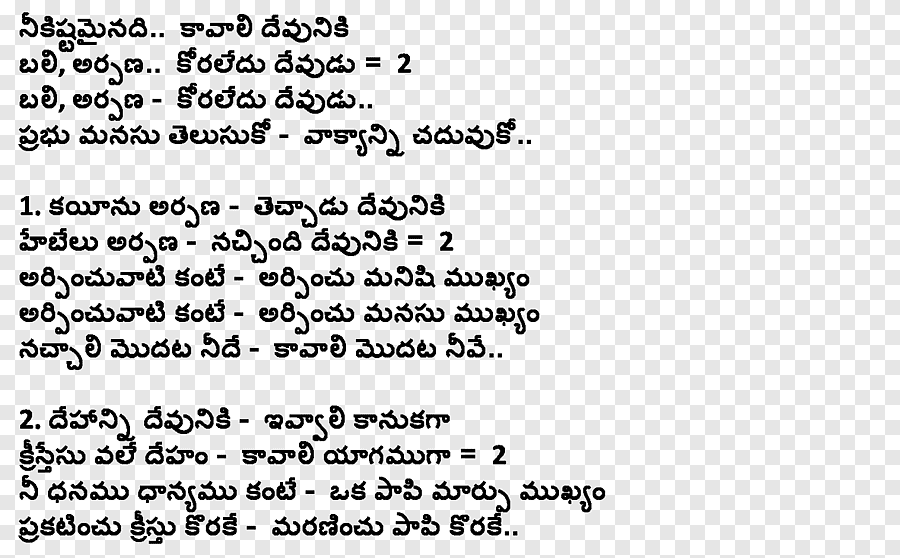 నీకిష్టమైనది.. కావాలి దేవునికి
బలి, అర్పణ.. కోరలేదు దేవుడు = 2
బలి, అర్పణ - కోరలేదు దేవుడు..
ప్రభు మనసు తెలుసుకో - వాక్యాన్ని చదువుకో..
1. కయీను అర్పణ - తెచ్చాడు దేవునికి
హేబేలు అర్పణ - నచ్చింది దేవునికి = 2
అర్పించువాటి కంటే - అర్పించు మనిషి ముఖ్యం
అర్పించువాటి కంటే - అర్పించు మనసు ముఖ్యం
నచ్చాలి మొదట నీదే - కావాలి మొదట నీవే..
2. దేహాన్ని దేవునికి - ఇవ్వాలి కానుకగా
క్రీస్తేసు వలే దేహం - కావాలి యాగముగా = 2
నీ ధనము ధాన్యము కంటే - ఒక పాపి మార్పు ముఖ్యం
ప్రకటించు క్రీస్తు కొరకే - మరణించు పాపి కొరకే..